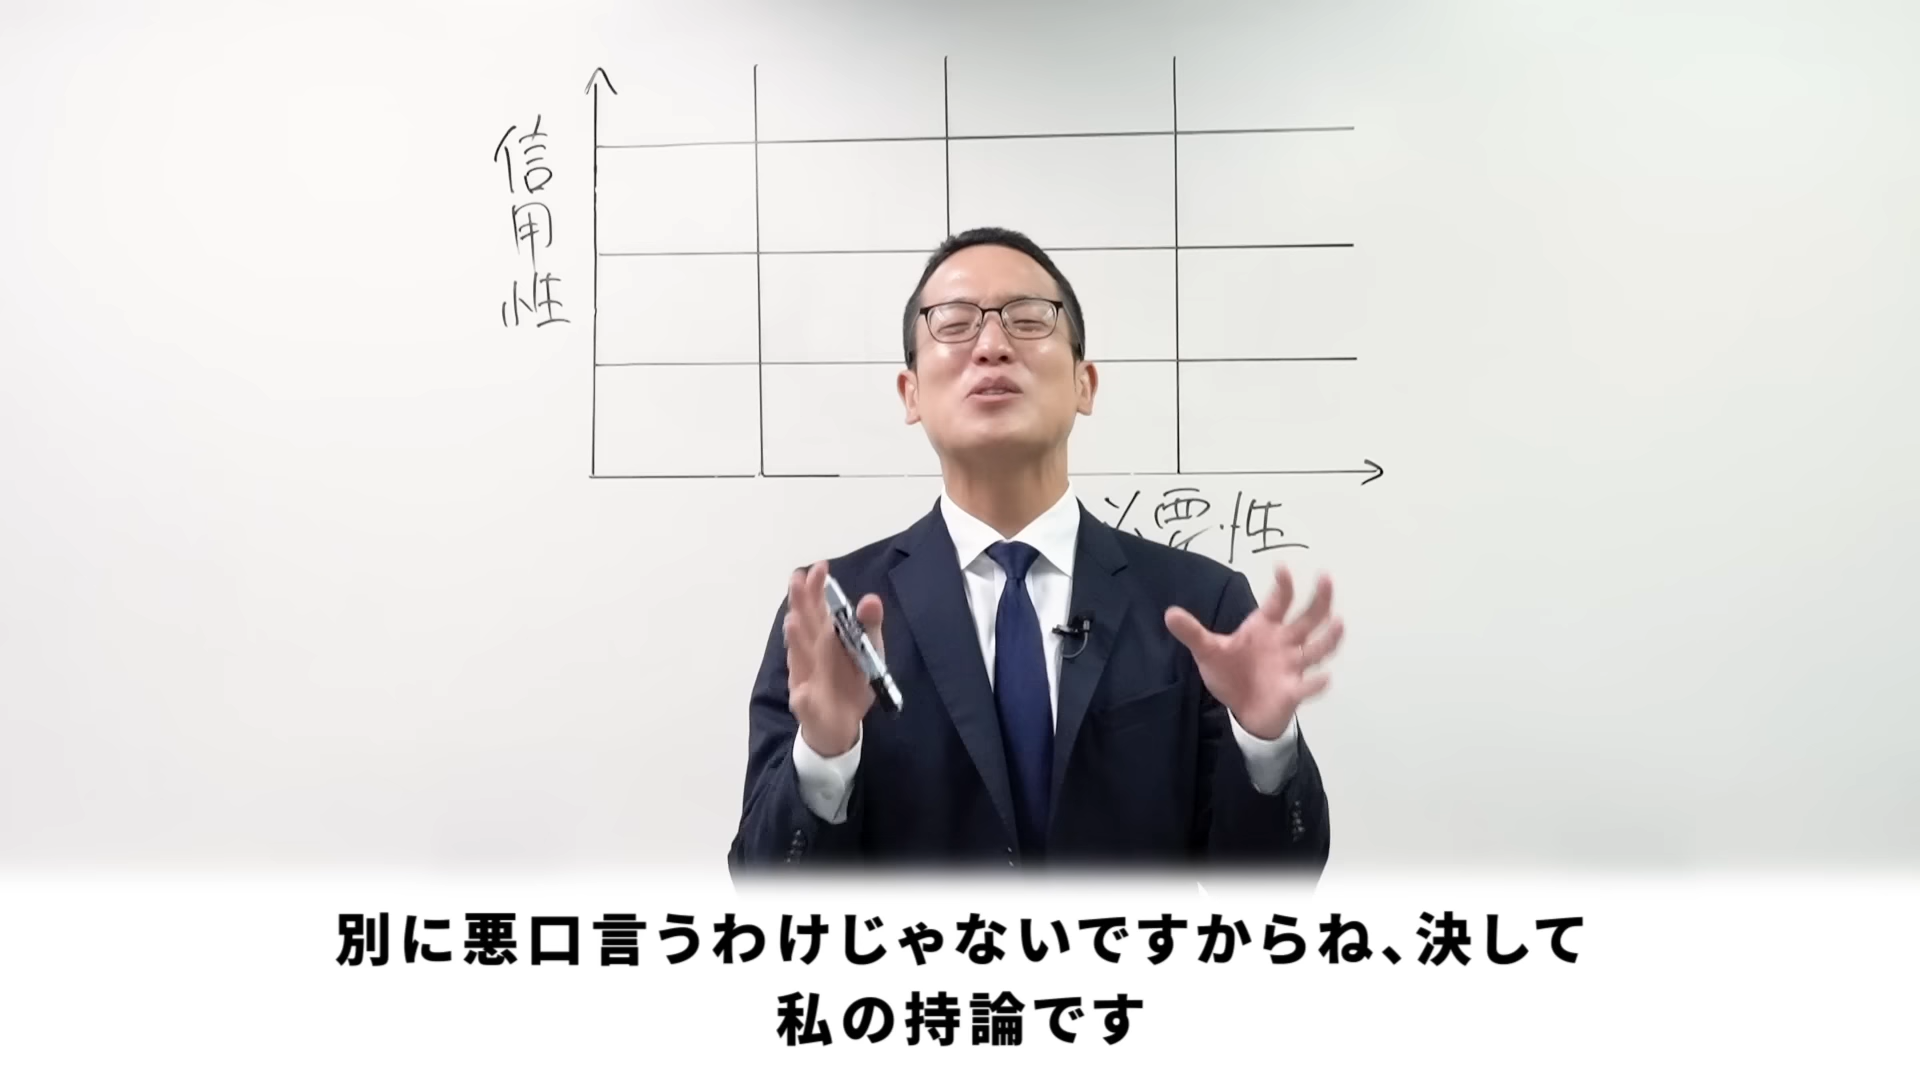 信用性
必要性
別に悪口言うわけじゃないですからね、決して
私の持論です